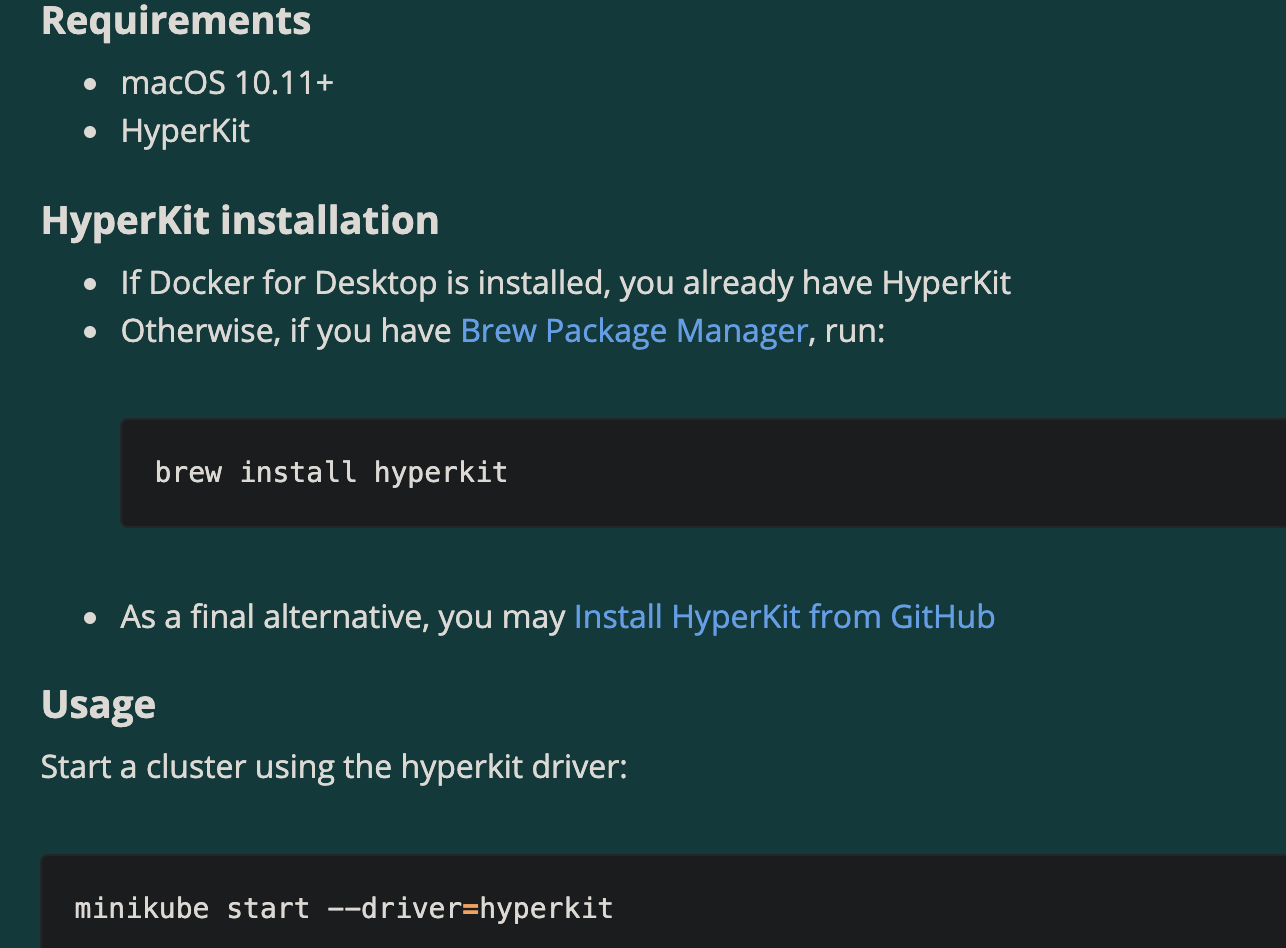 Requirements
• macOS 10.11+
• HyperKit
HyperKit installation
• If Docker for Desktop is installed, you already have HyperKit
• Otherwise, if you have Brew Package Manager, run:
brew install hyperkit
• As a final alternative, you may Install HyperKit from GitHub
Usage
Start a cluster using the hyperkit driver:
minikube start --driver=hyperkit